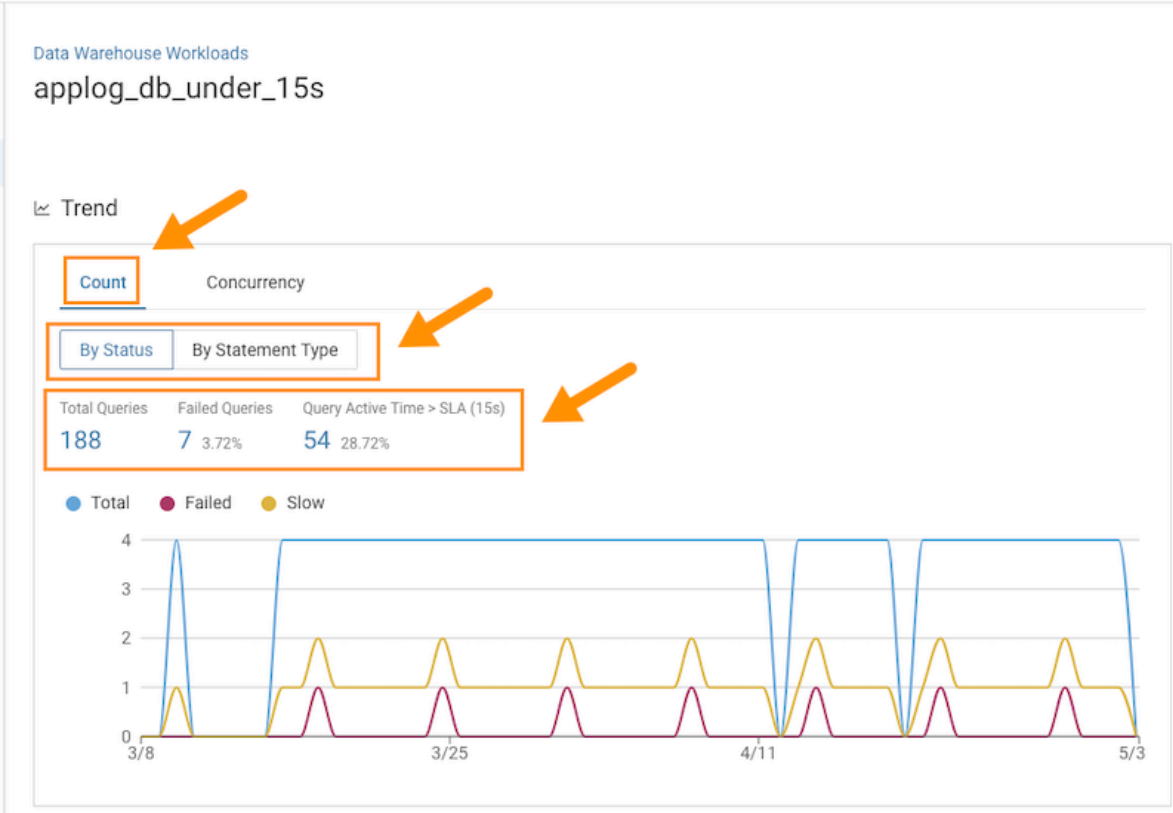 Data Warehouse Workloads
applog_db_under_15s
Trend
Count Concurrency
By Status By Statement Type
Total Queries Failed Queries Query Active Time > SLA (15s)
188 7 3.72% 54 28.72%
Total Failed Slow
4
3
2
1
0
3/8 3/25 4/11 5/3